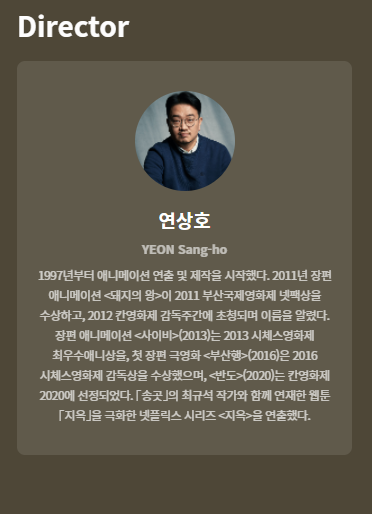 Director
연상호
YEON Sang-ho
1997년부터 애니메이션 연출 및 제작을 시작했다. 2011년 장편
애니메이션 <돼지의 왕>이 2011 부산국제영화제 넷팩상을
수상하고, 2012 칸영화제 감독주간에 초청되며 이름을 알렸다.
장편 애니메이션 <사이비>(2013)는 2013 시체스영화제
최우수애니상을, 첫 장편 극영화 <부산행>(2016)은 2016
시체스영화제 감독상을 수상했으며, <반도>(2020)는 칸영화제
2020에 선정되었다. 「송곳」의 최규석 작가와 함께 연재한 웹툰
「지옥」을 극화한 넷플릭스 시리즈 <지옥>을 연출했다.